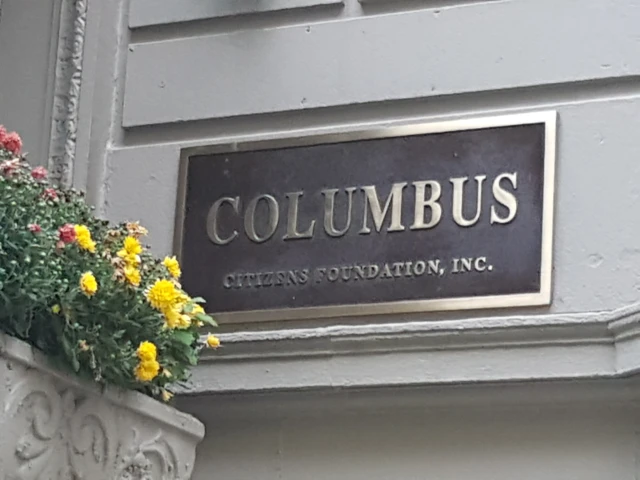 COLUMBUS
CITIZENS FOUNDATION, INC.